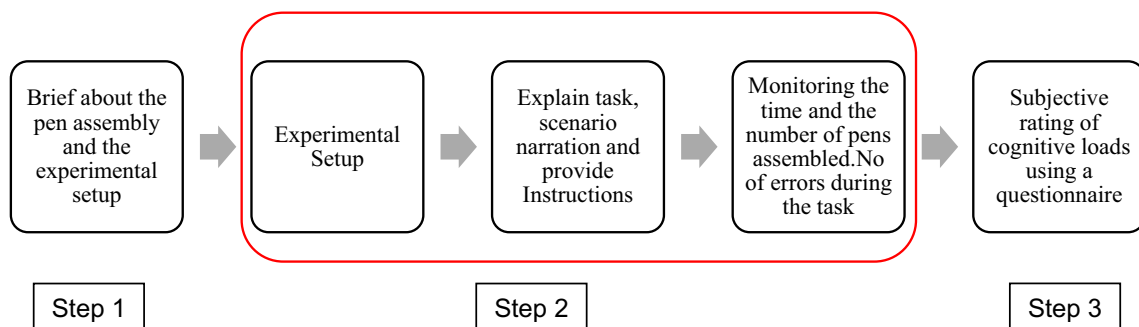 Brief about the
pen assembly
and the
experimental
setup
Experimental
Setup
Explain task,
scenario
narration and
provide
Instructions
Monitoring the
time and the
number of pens
assembled.No
of errors during
the task
Subjective
rating of
cognitive loads
using a
questionnaire
Step 1
Step 2
Step 3